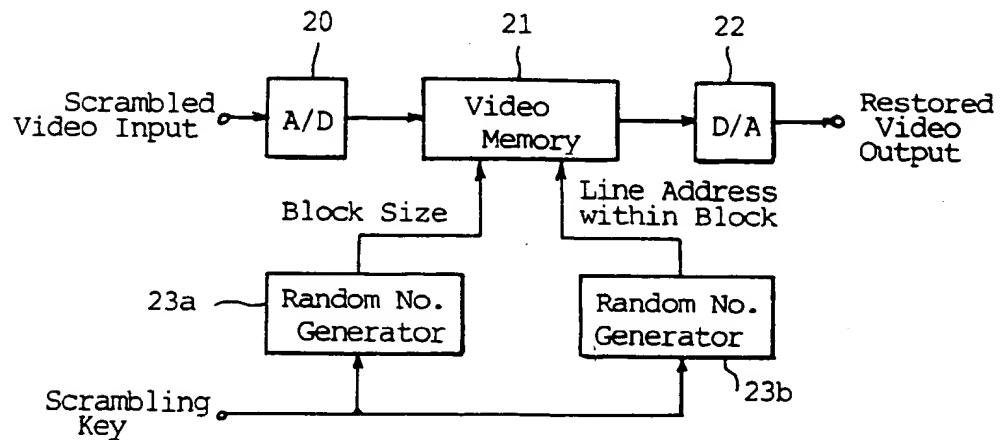 20
21
22
Scrambled
Video Input
A/D
Video
Memory
D/A
Restored
Video
Output
Block Size
Line Address
within Block
23a
Random No.
Generator
Random No.
Generator
23b
Scrambling
Key